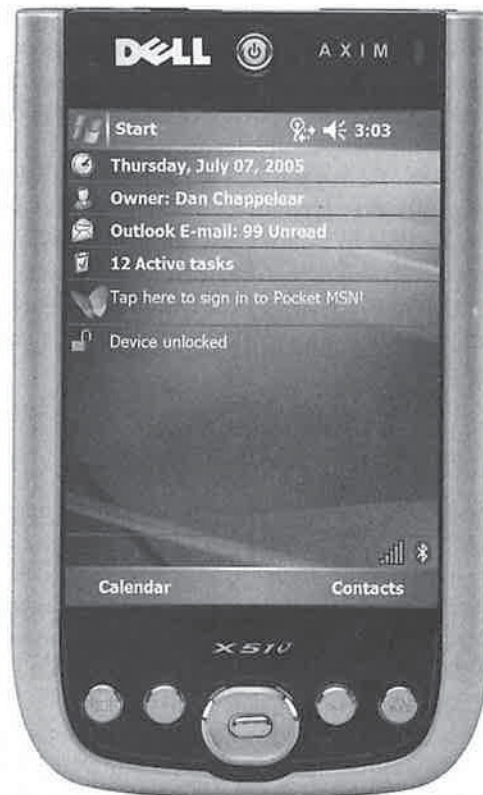 DELL AXIM
Start 3:03
Thursday, July 07, 2005
Owner: Dan Chappelear
Outlook E-mail: 99 Unread
12 Active tasks
Tap here to sign in to Pocket MSN!
Device unlocked
Calendar Contacts
X51v